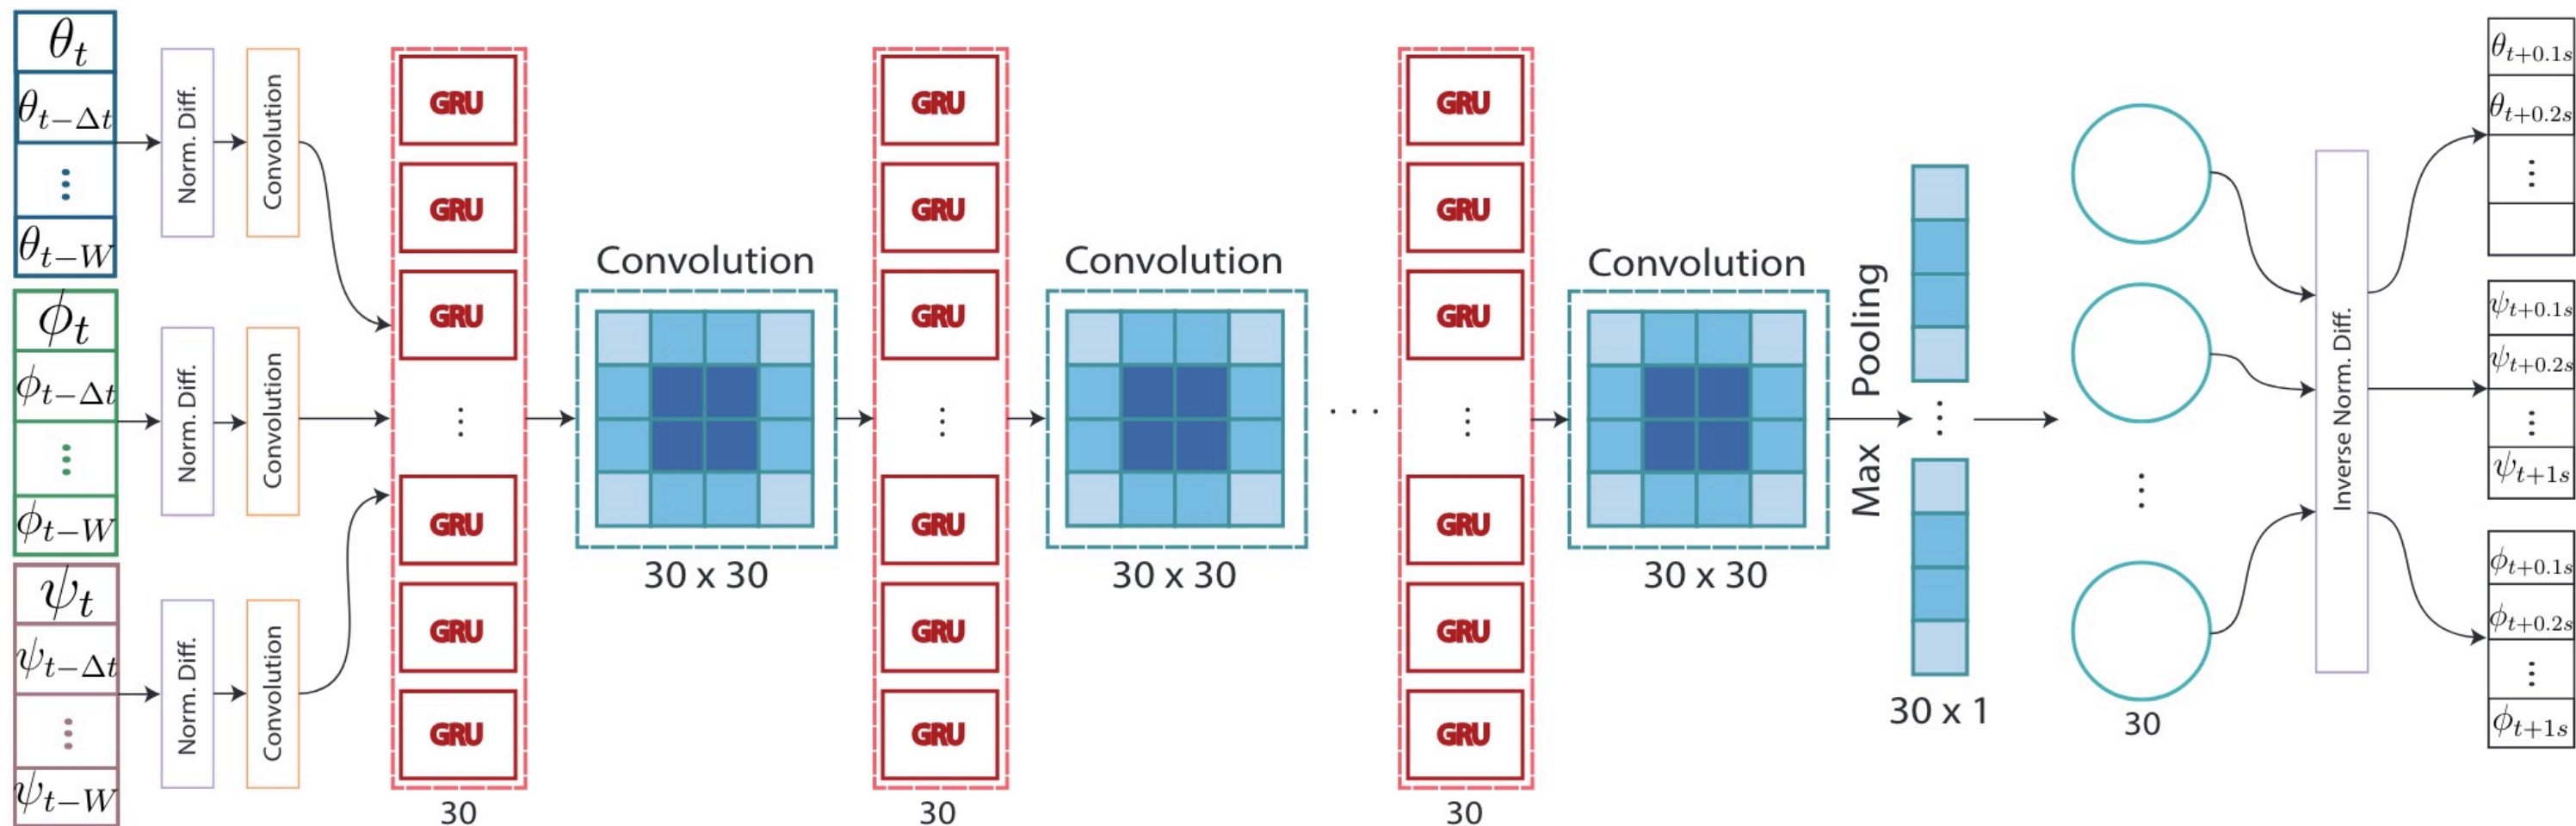 θt
θt−Δt
⋮
θt−W
ϕt
ϕt−Δt
⋮
ϕt−W
ψt
ψt−Δt
⋮
ψt−W
Norm. Diff.
Convolution
Norm. Diff.
Convolution
Norm. Diff.
Convolution
GRU
GRU
GRU
⋮
GRU
GRU
GRU
30
Convolution
30 x 30
GRU
GRU
GRU
⋮
GRU
GRU
GRU
30
Convolution
30 x 30
. . .
GRU
GRU
GRU
⋮
GRU
GRU
GRU
30
Convolution
30 x 30
Max Pooling
⋮
30 x 1
⋮
30
Inverse Norm. Diff.
θt+0.1s
θt+0.2s
⋮
ψt+0.1s
ψt+0.2s
⋮
ψt+1s
ϕt+0.1s
ϕt+0.2s
⋮
ϕt+1s